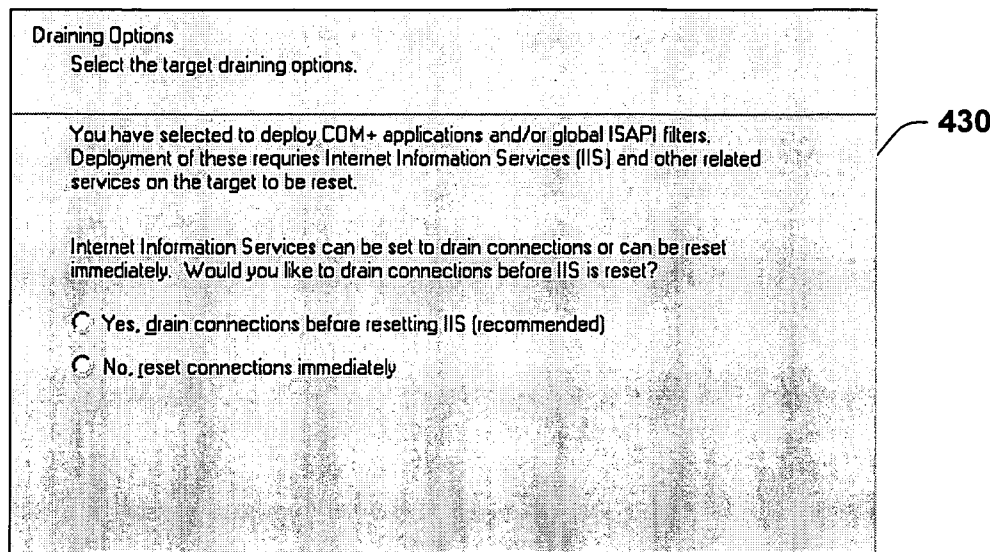 Draining Options
Select the target draining options.
You have selected to deploy COM+ applications and/or global ISAPI filters.
Deployment of these requries Internet Information Services (IIS) and other related
services on the target to be reset.
Internet Information Services can be set to drain connections or can be reset
immediately. Would you like to drain connections before IIS is reset?
Yes, drain connections before resetting IIS (recommended)
No, reset connections immediately
430